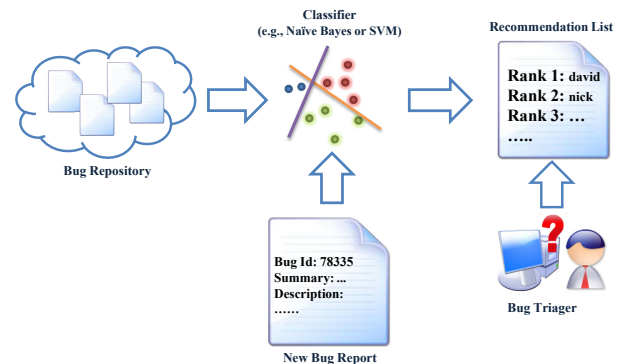 Classifier
(e.g., Naïve Bayes or SVM)
Recommendation List
Rank 1: david
Rank 2: nick
Rank 3: ...
.....
Bug Repository
Bug Id: 78335
Summary: ...
Description:
......
?
Bug Triager
New Bug Report